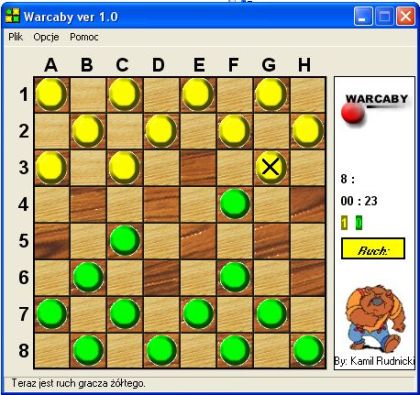 Warcaby ver 1.0
Plik Opcje Pomoc
A B C D E F G H
1
2
3
4
5
6
7
8
WARCABY
8 :
00 : 23
1 0
Ruch:
By: Kamil Rudnicki
Teraz jest ruch gracza żółtego.